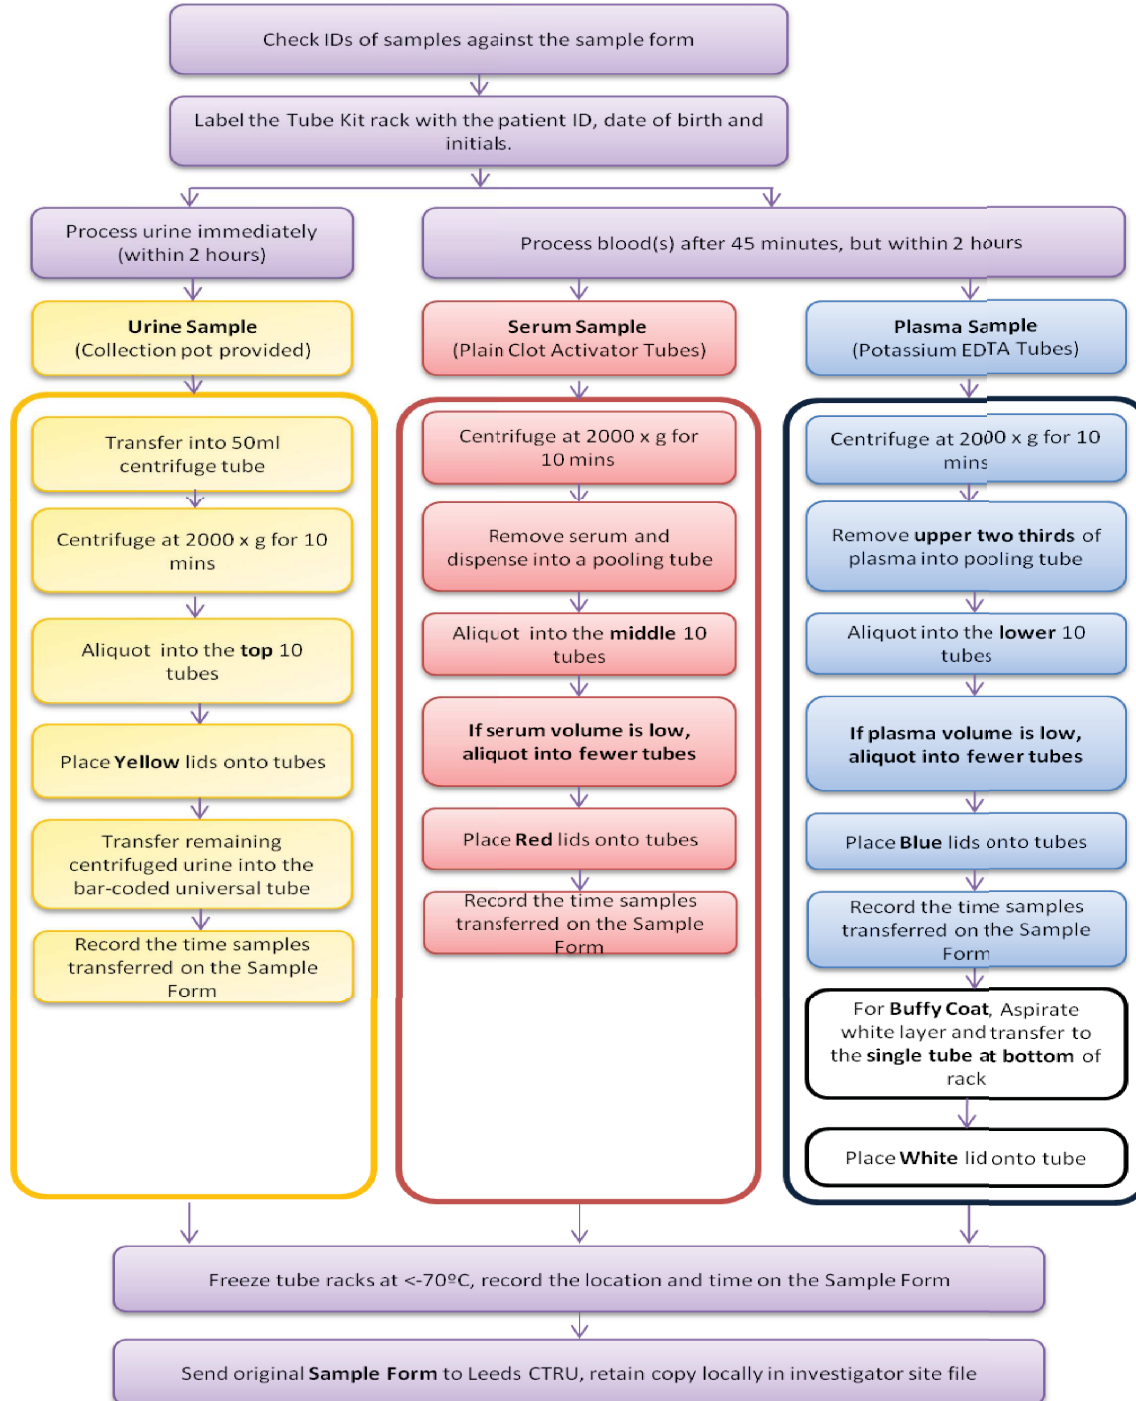 Check IDs of samples against the sample form
Label the Tube Kit rack with the patient ID, date of birth and
initials.
Process urine immediately
(within 2 hours)
Process blood(s) after 45 minutes, but within 2 hours
Urine Sample
(Collection pot provided)
Serum Sample
(Plain Clot Activator Tubes)
Plasma Sample
(Potassium EDTA Tubes)
Transfer into 50ml
centrifuge tube
Centrifuge at 2000 x g for 10
mins
Aliquot into the top 10
tubes
Place Yellow lids onto tubes
Transfer remaining
centrifuged urine into the
bar-coded universal tube
Record the time samples
transferred on the Sample
Form
Centrifuge at 2000 x g for
10 mins
Remove serum and
dispense into a pooling tube
Aliquot into the middle 10
tubes
If serum volume is low,
aliquot into fewer tubes
Place Red lids onto tubes
Record the time samples
transferred on the Sample
Form
Centrifuge at 2000 x g for 10
mins
Remove upper two thirds of
plasma into pooling tube
Aliquot into the lower 10
tubes
If plasma volume is low,
aliquot into fewer tubes
Place Blue lids onto tubes
Record the time samples
transferred on the Sample
Form
For Buffy Coat, Aspirate
white layer and transfer to
the single tube at bottom of
rack
Place White lid onto tube
Freeze tube racks at <-70ºC, record the location and time on the Sample Form
Send original Sample Form to Leeds CTRU, retain copy locally in investigator site file